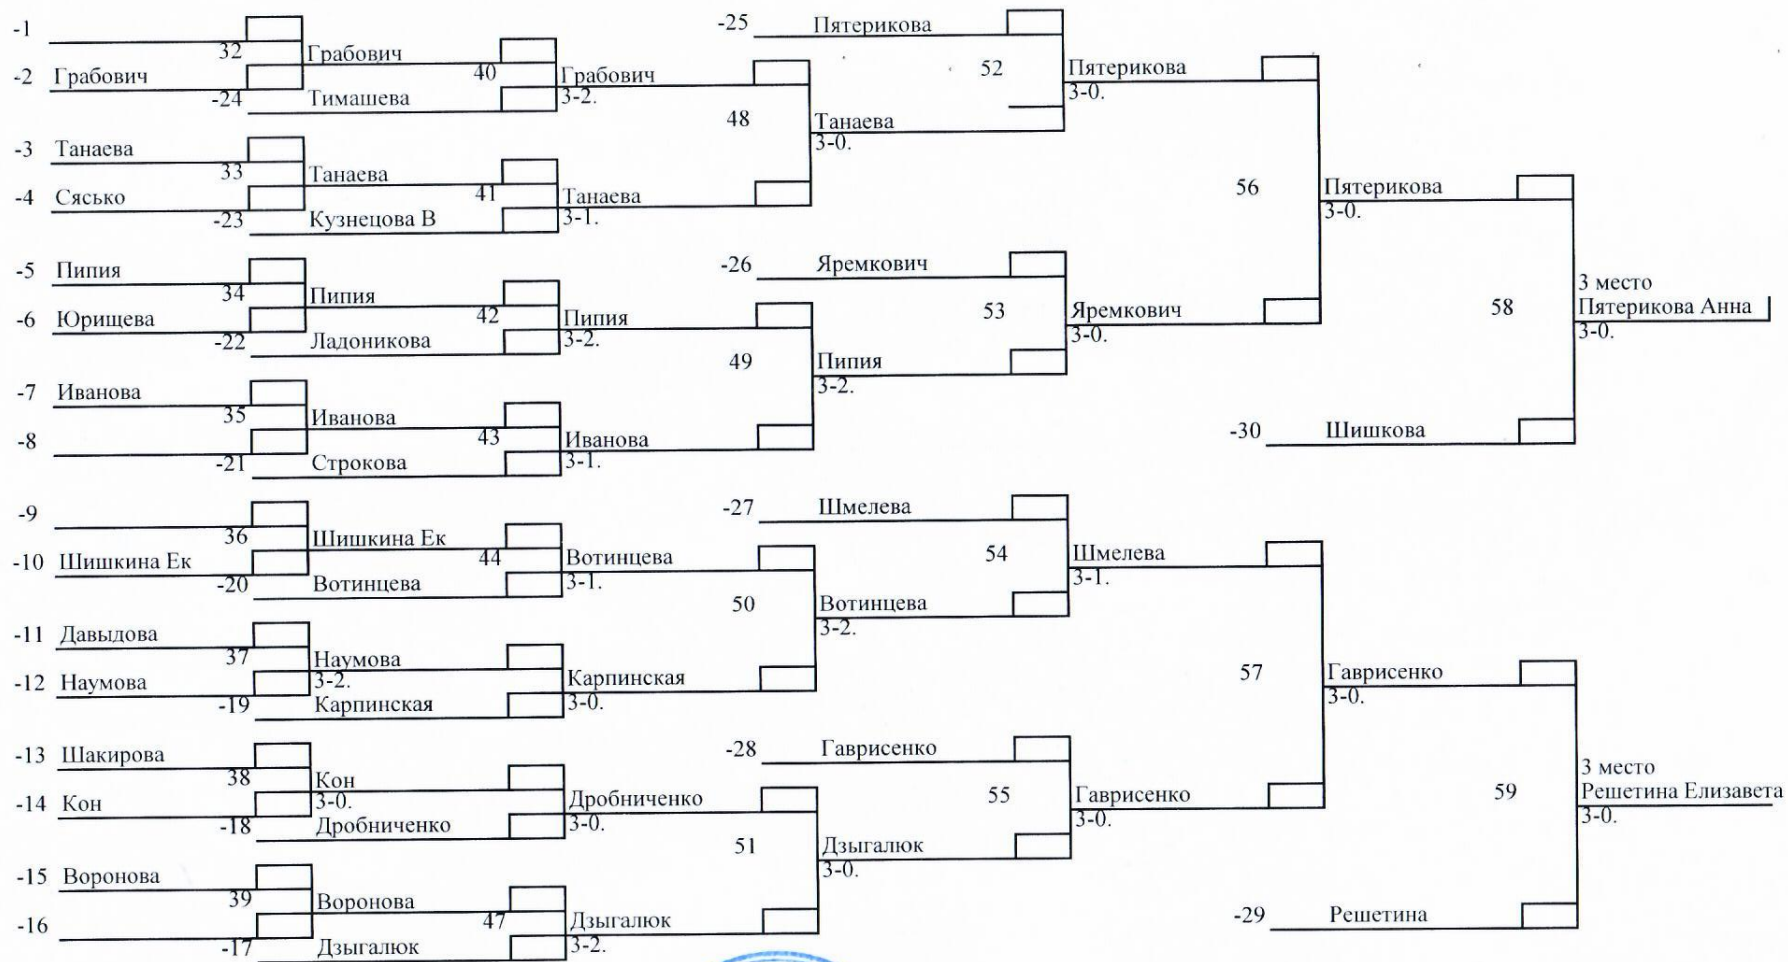 -1
32
-2 Грабович
-24
Грабович
40
Тимашева
Грабович
3-2.
-3 Танаева
33
-4 Сясько
-23
Танаева
41
Кузнецова В
Танаева
3-1.
48
Танаева
3-0.
-25 Пятерикова
52
Пятерикова
3-0.
-5 Пипия
34
-6 Юрищева
-22
Пипия
42
Ладоникова
Пипия
3-2.
-7 Иванова
35
-8
-21
Иванова
43
Строкова
Иванова
3-1.
49
Пипия
3-2.
-26 Яремкович
53
Яремкович
3-0.
56
Пятерикова
3-0.
-30 Шишкова
58
3 место
Пятерикова Анна
3-0.
-9
36
-10 Шишкина Ек
-20
Шишкина Ек
44
Вотинцева
Вотинцева
3-1.
-11 Давыдова
37
-12 Наумова
-19
Наумова
3-2.
Карпинская
Карпинская
3-0.
50
Вотинцева
3-2.
-27 Шмелева
54
Шмелева
3-1.
-13 Шакирова
38
-14 Кон
-18
Кон
3-0.
Дробниченко
Дробниченко
3-0.
-15 Воронова
39
-16
-17
Воронова
47
Дзыгалюк
Дзыгалюк
3-2.
51
Дзыгалюк
3-0.
-28 Гаврисенко
55
Гаврисенко
3-0.
57
Гаврисенко
3-0.
-29 Решетина
59
3 место
Решетина Елизавета
3-0.